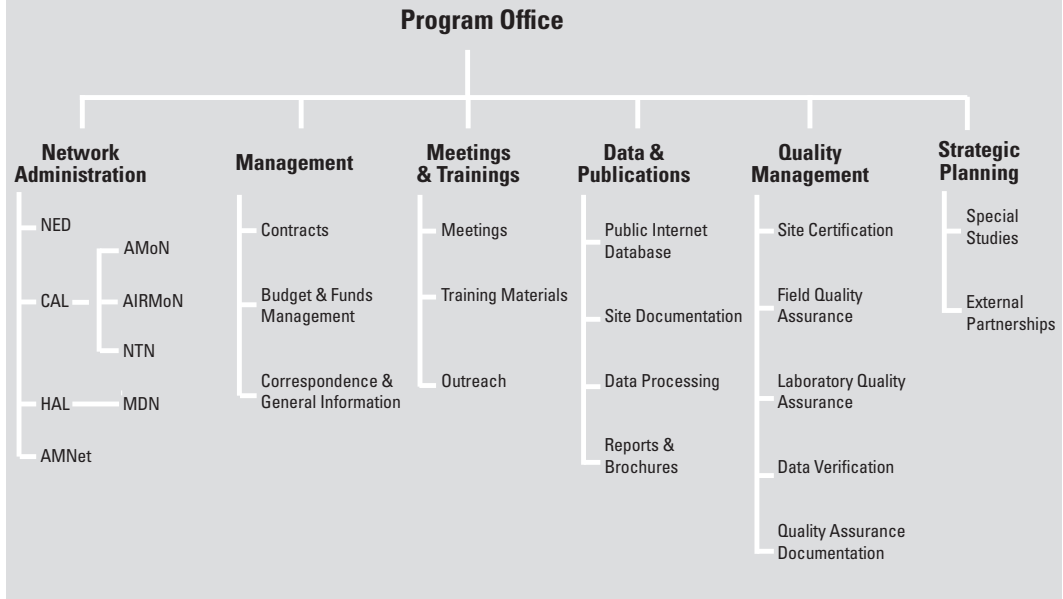 Program Office
Network
Administration
NED
CAL
AMoN
AIRMoN
NTN
HAL
MDN
AMNet
Management
Contracts
Budget & Funds
Management
Correspondence &
General Information
Meetings
& Trainings
Meetings
Training Materials
Outreach
Data &
Publications
Public Internet
Database
Site Documentation
Data Processing
Reports &
Brochures
Quality
Management
Site Certification
Field Quality
Assurance
Laboratory Quality
Assurance
Data Verification
Quality Assurance
Documentation
Strategic
Planning
Special
Studies
External
Partnerships